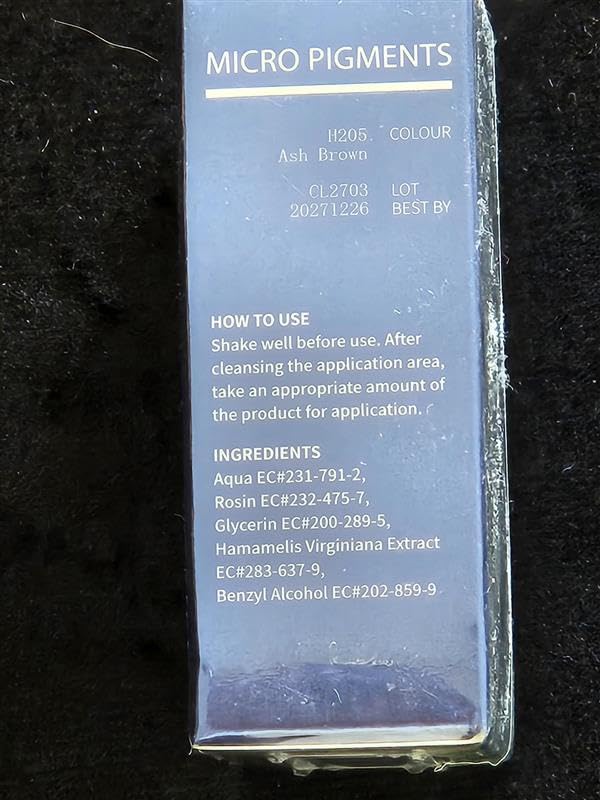 MICRO PIGMENTS
H205. COLOUR
Ash Brown
CL2703 LOT
20271226 BEST BY
HOW TO USE
Shake well before use. After
cleansing the application area,
take an appropriate amount of
the product for application.
INGREDIENTS
Aqua EC#231-791-2,
Rosin EC#232-475-7,
Glycerin EC#200-289-5,
Hamamelis Virginiana Extract
EC#283-637-9,
Benzyl Alcohol EC#202-859-9